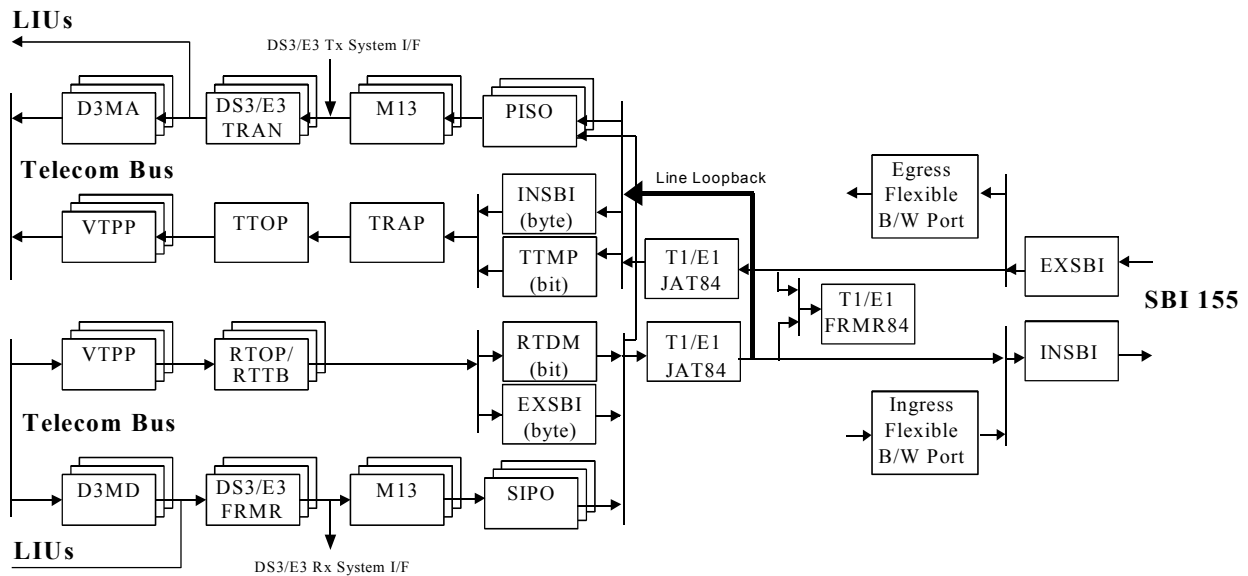 LIUs
DS3/E3 Tx System I/F
D3MA
DS3/E3
TRAN
M13
PISO
Telecom Bus
Line Loopback
Egress
Flexible
B/W Port
VTPP
TTOP
TRAP
INSBI
(byte)
TTMP
(bit)
T1/E1
JAT84
EXSBI
T1/E1
FRMR84
SBI 155
VTPP
RTOP/
RTTB
RTDM
(bit)
EXSBI
(byte)
T1/E1
JAT84
INSBI
Telecom Bus
Ingress
Flexible
B/W Port
D3MD
DS3/E3
FRMR
M13
SIPO
LIUs
DS3/E3 Rx System I/F